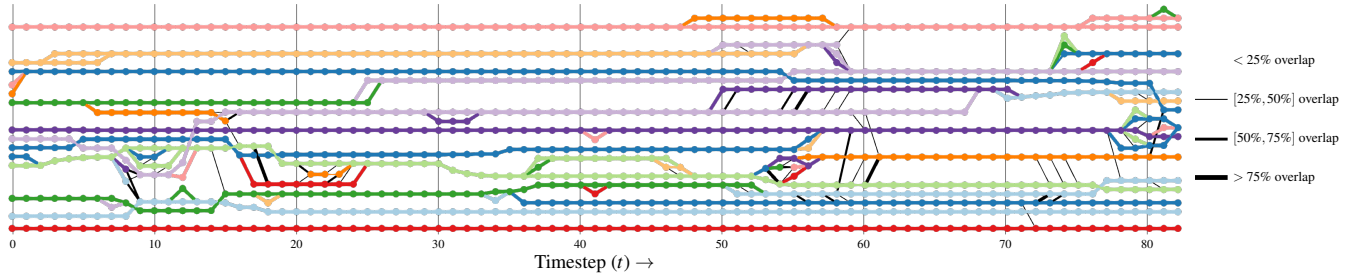 < 25% overlap
[25%, 50%] overlap
[50%, 75%] overlap
> 75% overlap
0 10 20 30 40 50 60 70 80
Timestep (t) →